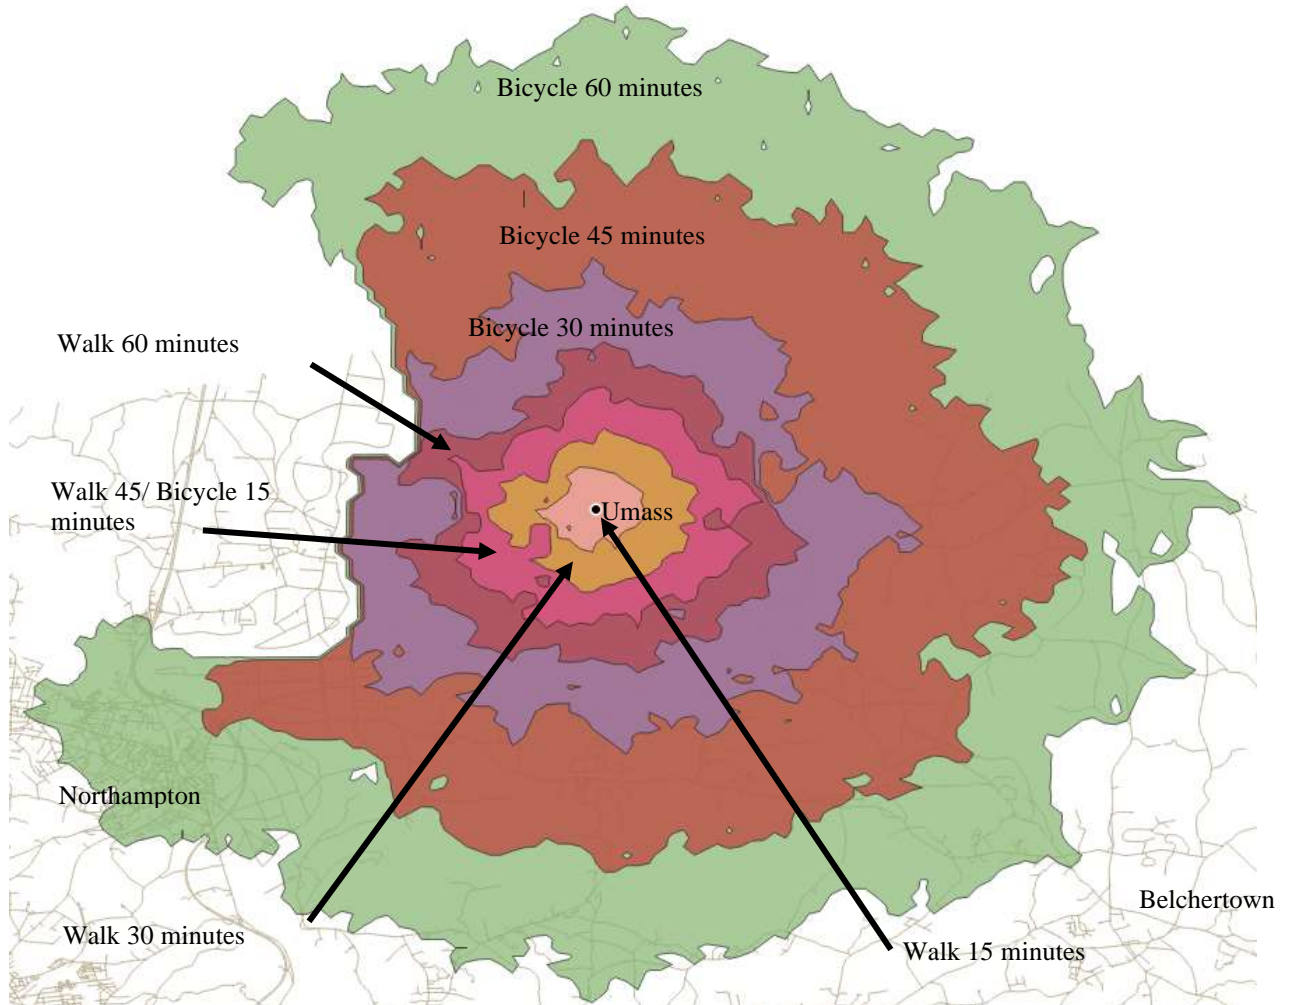 Bicycle 60 minutes
Bicycle 45 minutes
Bicycle 30 minutes
Walk 60 minutes
Walk 45/ Bicycle 15
minutes
Umass
Northampton
Belchertown
Walk 30 minutes
Walk 15 minutes